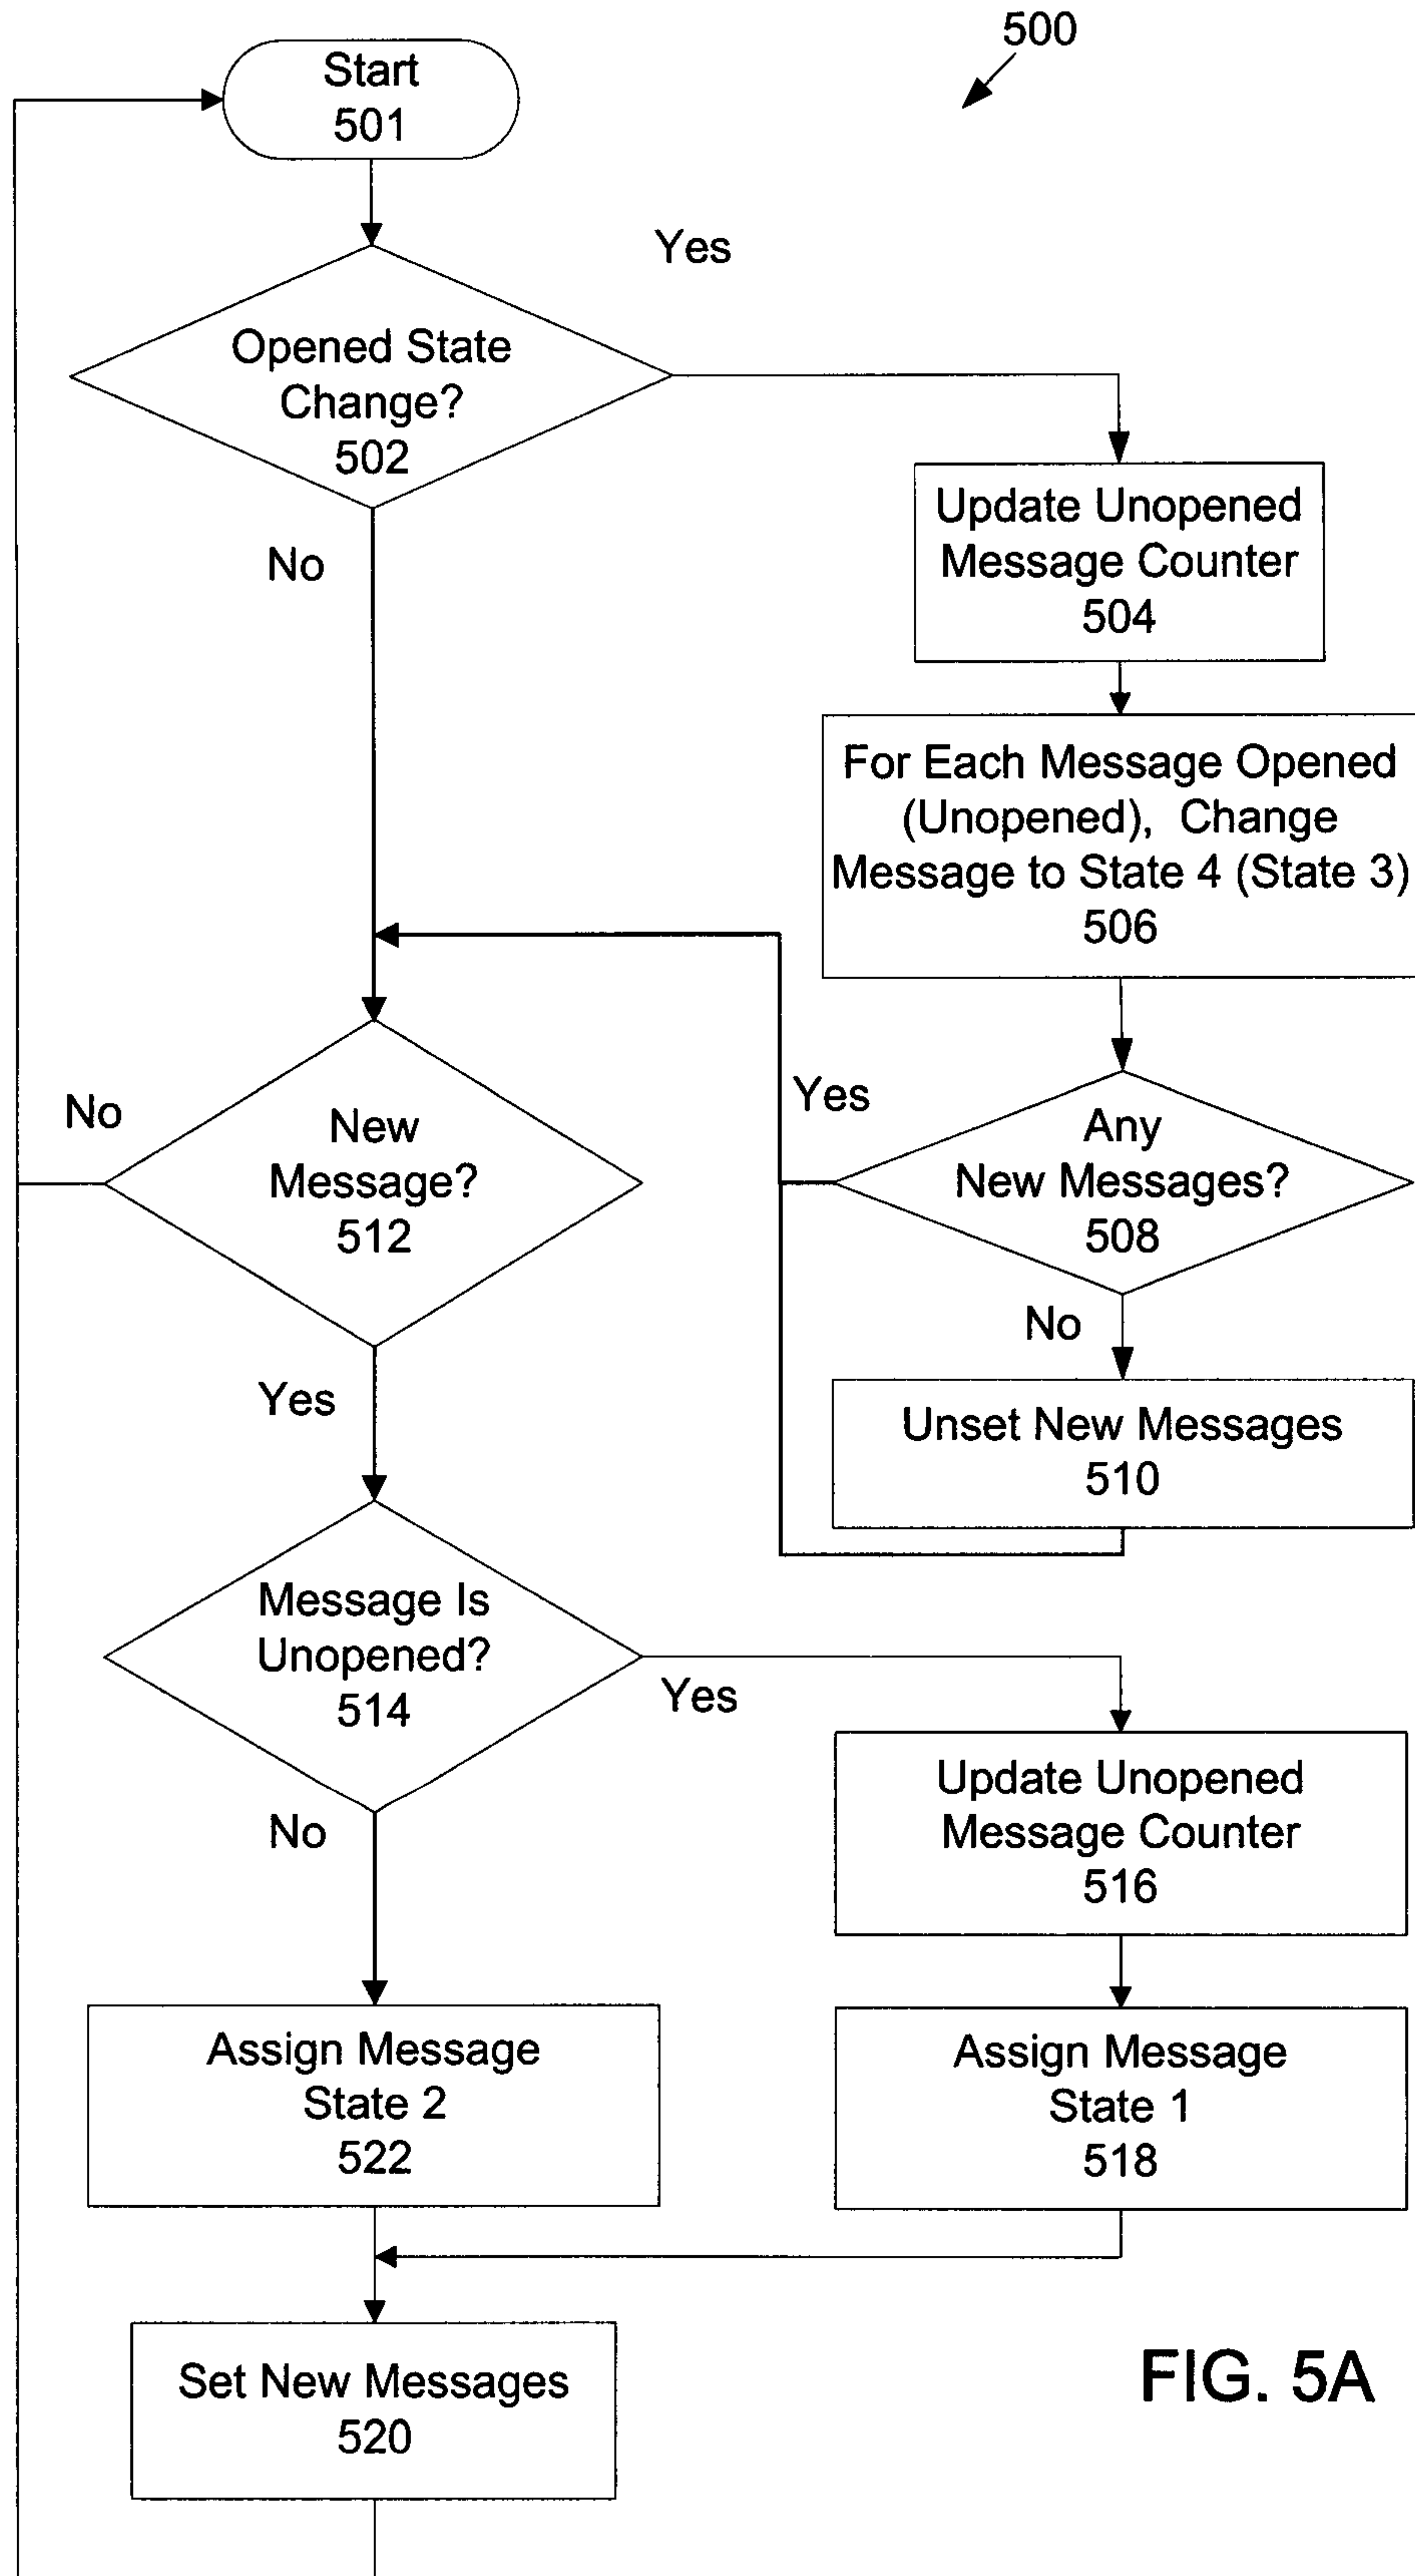 500
Start
501
Yes
Opened State
Change?
502
No
Update Unopened
Message Counter
504
For Each Message Opened
(Unopened), Change
Message to State 4 (State 3)
506
No
New
Message?
512
Yes
Any
New Messages?
508
No
Yes
Unset New Messages
510
Message Is
Unopened?
514
Yes
No
Update Unopened
Message Counter
516
Assign Message
State 2
522
Assign Message
State 1
518
Set New Messages
520
FIG. 5A